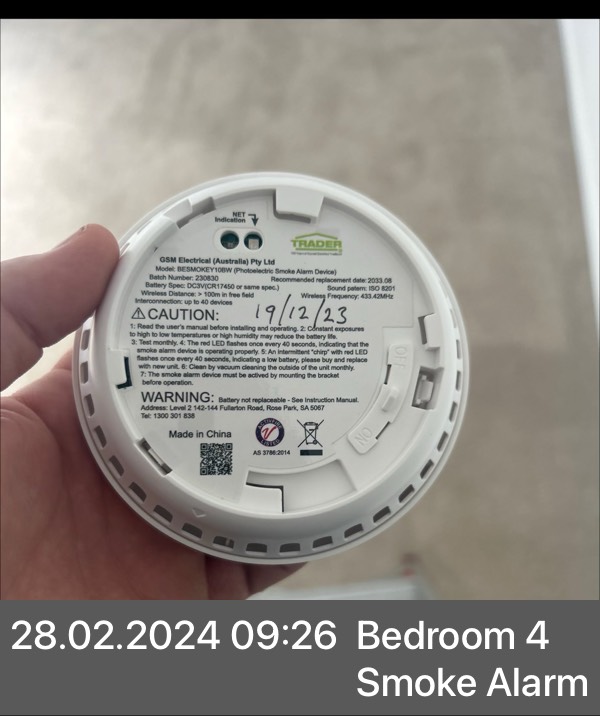 NET
Indication
TRADER
GSM Electrical (Australia) Pty Ltd
Model: BESMOKEY10BW (Photoelectric Smoke Alarm Device)
Batch Number: 230830 Recommended replacement date: 2033.08
Battery Spec: DC3V(CR17450 or same spec.) Sound patern: ISO 8201
Wireless Distance: > 100m in free field Wireless Frequency: 433.42MHz
Interconnection: up to 40 devices
⚠ CAUTION: 19/12/23
1: Read the user's manual before installing and operating. 2: Constant exposures
to high to low temperatures or high humidity may reduce the battery life.
3: Test monthly. 4: The red LED flashes once every 40 seconds, indicating that the
smoke alarm device is operating properly. 5: An intermittent "chirp" with red LED
flashes once every 40 seconds, indicating a low battery, please buy and replace
with new unit. 6: Clean by vacuum cleaning the outside of the unit monthly.
7: The smoke alarm device must be actived by mounting the bracket
before operation.
WARNING: Battery not replaceable - See Instruction Manual.
Address: Level 2 142-144 Fullarton Road, Rose Park, SA 5067
Tel: 1300 301 838
Made in China
AS 3786:2014
OFF
ON
28.02.2024 09:26 Bedroom 4
Smoke Alarm